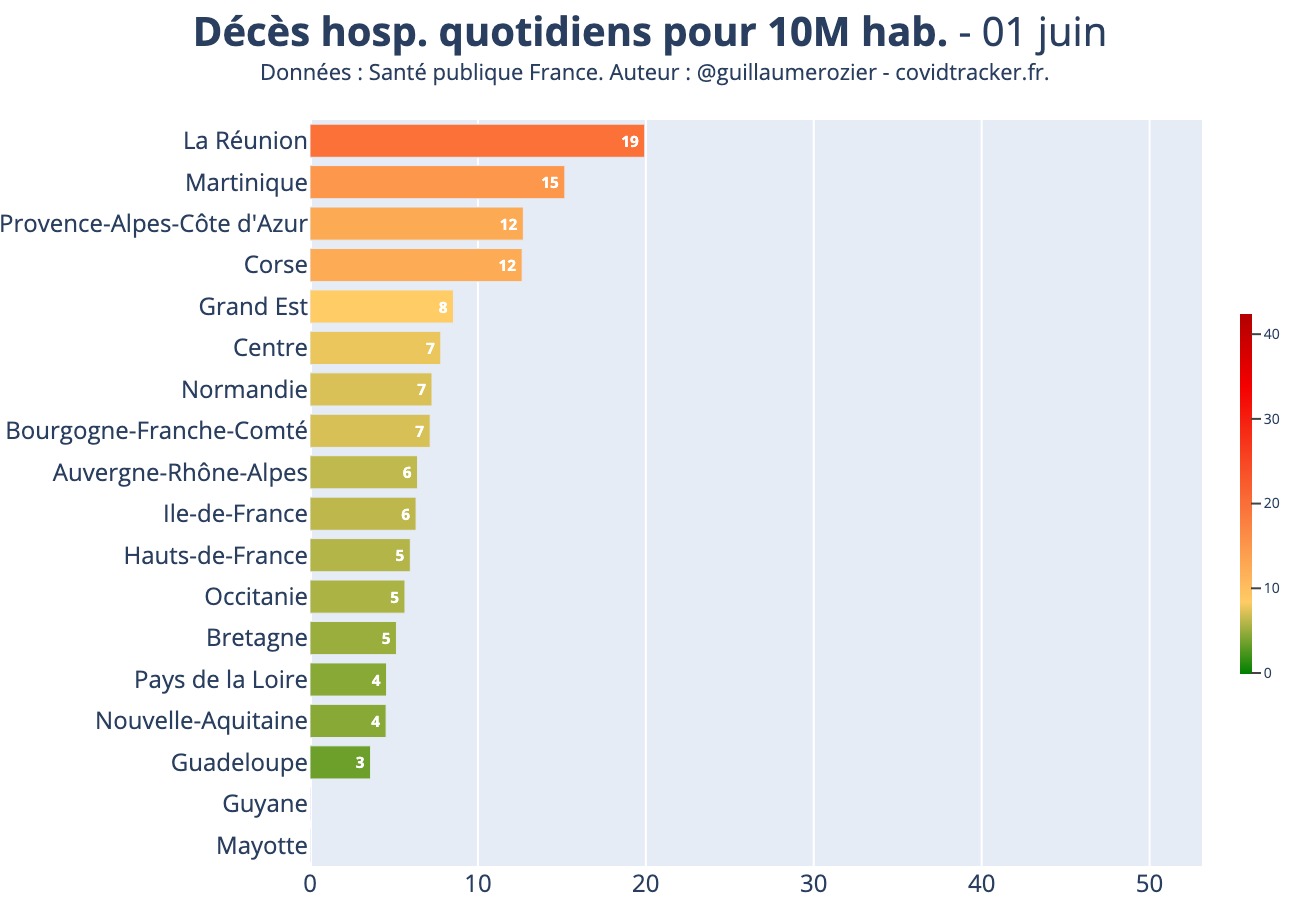 Décès hosp. quotidiens pour 10M hab. - 01 juin
Données : Santé publique France. Auteur : @guillaumerozier - covidtracker.fr.
La Réunion 19
Martinique 15
Provence-Alpes-Côte d'Azur 12
Corse 12
Grand Est 8
Centre 7
Normandie 7
Bourgogne-Franche-Comté 7
Auvergne-Rhône-Alpes 6
Ile-de-France 6
Hauts-de-France 5
Occitanie 5
Bretagne 5
Pays de la Loire 4
Nouvelle-Aquitaine 4
Guadeloupe 3
Guyane
Mayotte
0 10 20 30 40 50
40
30
20
10
0